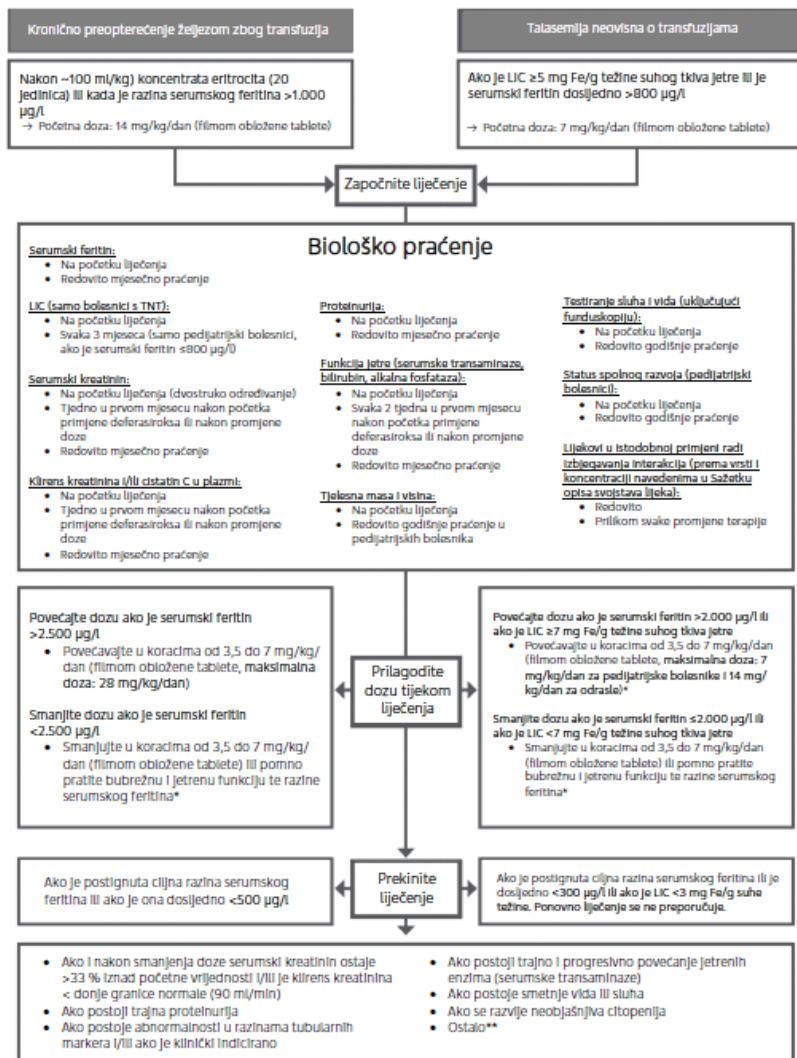 Kronično preopterećenje željezom zbog transfuzija
Talasemija neovisna o transfuzijama
Nakon ~100 ml/kg) koncentrata eritrocita (20
jedinica) ili kada je razina serumskog feritina >1.000
µg/l
→ Početna doza: 14 mg/kg/dan (filmom obložene tablete)
Ako je LIC ≥5 mg Fe/g težine suhog tkiva jetre ili je
serumski feritin dosljedno >800 µg/l
→ Početna doza: 7 mg/kg/dan (filmom obložene tablete)
Započnite liječenje
Biološko praćenje
Serumski feritin:
• Na početku liječenja
• Redovito mjesečno praćenje
LIC (samo bolesnici s TNT):
• Na početku liječenja
• Svaka 3 mjeseca (samo pedijatrijski bolesnici,
ako je serumski feritin ≤800 µg/l)
Serumski kreatinin:
• Na početku liječenja (dvostruko određivanje)
• Tjedno u prvom mjesecu nakon početka
primjene deferasiroksa ili nakon promjene
doze
• Redovito mjesečno praćenje
Klirens kreatinina i/ili cistatin C u plazmi:
• Na početku liječenja
• Tjedno u prvom mjesecu nakon početka
primjene deferasiroksa ili nakon promjene
doze
• Redovito mjesečno praćenje
Proteinurija:
• Na početku liječenja
• Redovito mjesečno praćenje
Funkcija jetre (serumske transaminaze,
bilirubin, alkalna fosfataza):
• Na početku liječenja
• Svaka 2 tjedna u prvom mjesecu
nakon početka primjene
deferasiroksa ili nakon promjene
doze
• Redovito mjesečno praćenje
Tjelesna masa i visina:
• Na početku liječenja
• Redovito godišnje praćenje u
pedijatrijskih bolesnika
Testiranje sluha i vida (uključujući
funduskopiju):
• Na početku liječenja
• Redovito godišnje praćenje
Status spolnog razvoja (pedijatrijski
bolesnici):
• Na početku liječenja
• Redovito godišnje praćenje
Lijekovi u istodobnoj primjeni radi
izbjegavanja interakcija (prema vrsti i
koncentraciji navedenima u Sažetku
opisa svojstava lijeka):
• Redovito
• Prilikom svake promjene terapije
Povećajte dozu ako je serumski feritin
>2.500 µg/l
• Povećavajte u koracima od 3,5 do 7 mg/kg/
dan (filmom obložene tablete, maksimalna
doza: 28 mg/kg/dan)
Smanjite dozu ako je serumski feritin
<2.500 µg/l
• Smanjujte u koracima od 3,5 do 7 mg/kg/
dan (filmom obložene tablete) ili pomno
pratite bubrežnu i jetrenu funkciju te razine
serumskog feritina*
Prilagodite
dozu tijekom
liječenja
Povećajte dozu ako je serumski feritin >2.000 µg/l ili
ako je LIC ≥7 mg Fe/g težine suhog tkiva jetre
• Povećavajte u koracima od 3,5 do 7 mg/kg/dan
(filmom obložene tablete, maksimalna doza: 7
mg/kg/dan za pedijatrijske bolesnike i 14 mg/
kg/dan za odrasle)*
Smanjite dozu ako je serumski feritin ≤2.000 µg/l ili
ako je LIC <7 mg Fe/g težine suhog tkiva jetre
• Smanjujte u koracima od 3,5 do 7 mg/kg/dan
(filmom obložene tablete) ili pomno pratite
bubrežnu i jetrenu funkciju te razine serumskog
feritina*
Ako je postignuta ciljna razina serumskog
feritina ili ako je ona dosljedno <500 µg/l
Prekinite
liječenje
Ako je postignuta ciljna razina serumskog feritina ili je
dosljedno <300 µg/l ili ako je LIC <3 mg Fe/g suhe
težine. Ponovno liječenje se ne preporučuje.
• Ako i nakon smanjenja doze serumski kreatinin ostaje
>33 % iznad početne vrijednosti i/ili je klirens kreatinina
< donje granice normale (90 ml/min)
• Ako postoji trajna proteinurija
• Ako postoje abnormalnosti u razinama tubularnih
markera i/ili ako je klinički indicirano
• Ako postoji trajno i progresivno povećanje jetrenih
enzima (serumske transaminaze)
• Ako postoje smetnje vida ili sluha
• Ako se razvije neobjašnjiva citopenija
• Ostalo**